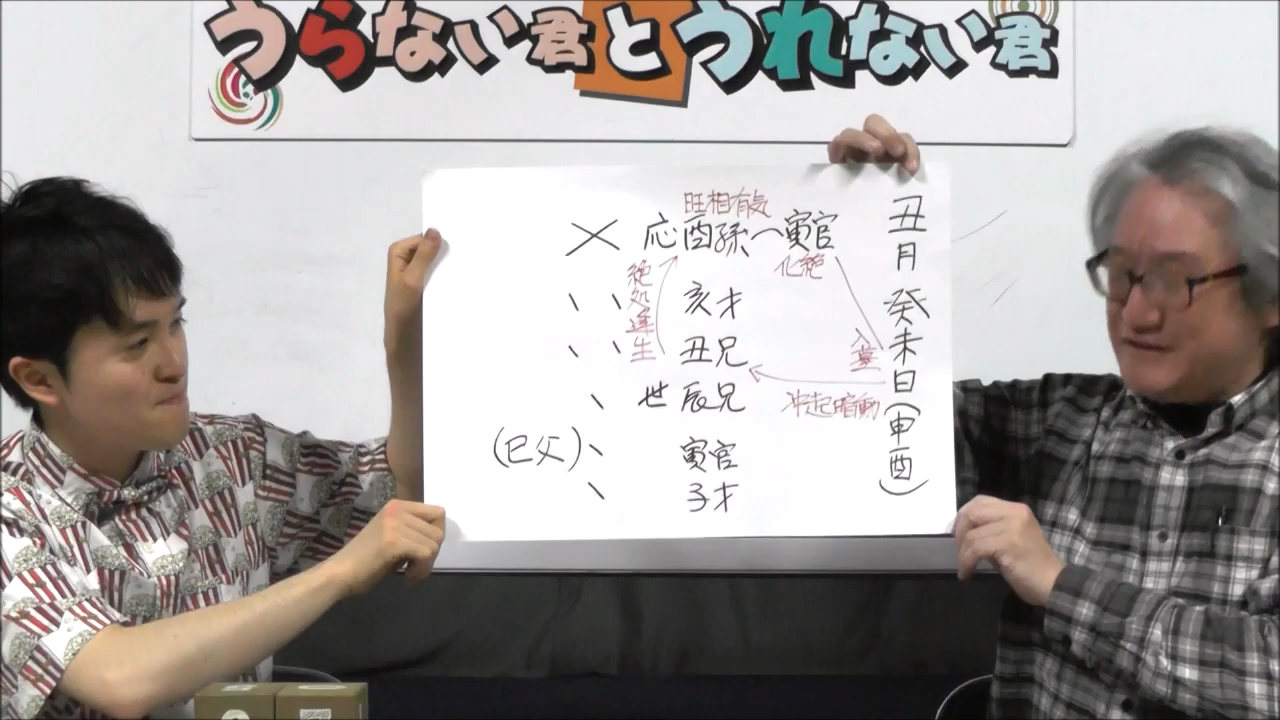 うらない君とうれない君
旺相有気
応酉孫へ寅官
化絶
亥才
丑兄
世辰兄
(巳父)
寅官
子才
絶処逢生
入墓
冲起暗動
丑月癸未日(申酉)